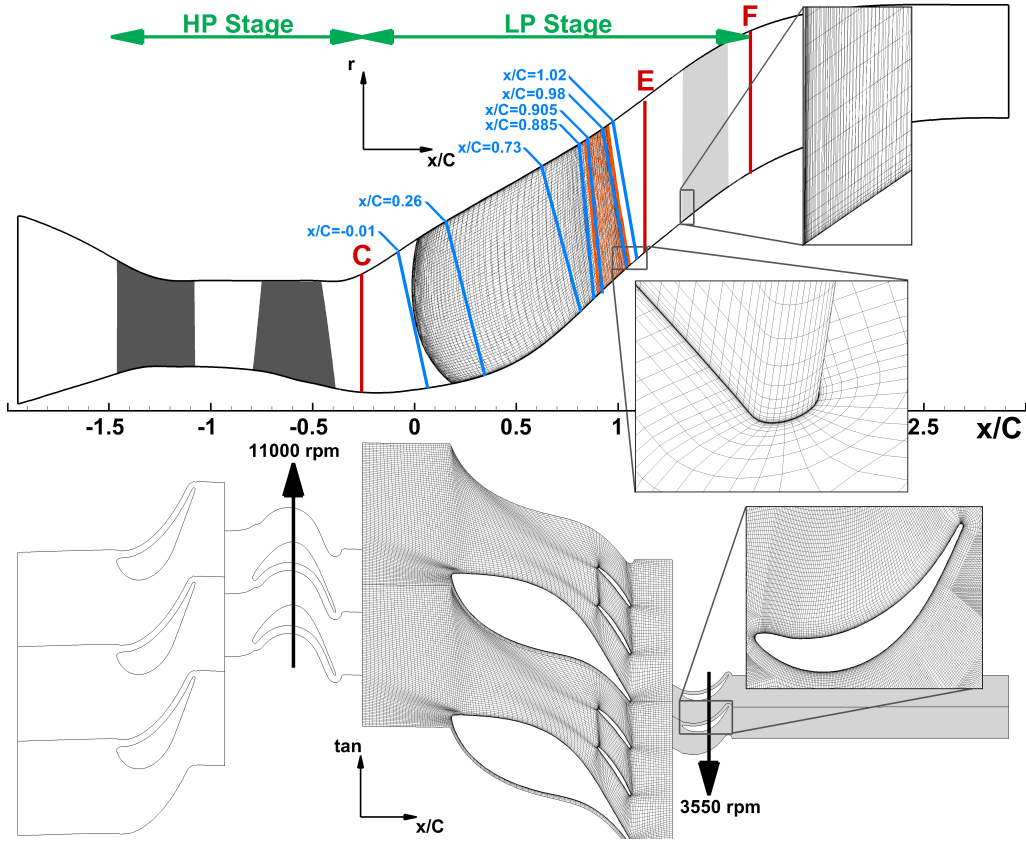 HP Stage
LP Stage
F
r
x/C
x/C=1.02
x/C=0.98
x/C=0.905
x/C=0.885
x/C=0.73
E
x/C=0.26
x/C=-0.01
C
-1.5
-1
-0.5
0
0.5
1
2.5
x/C
11000 rpm
tan
x/C
3550 rpm